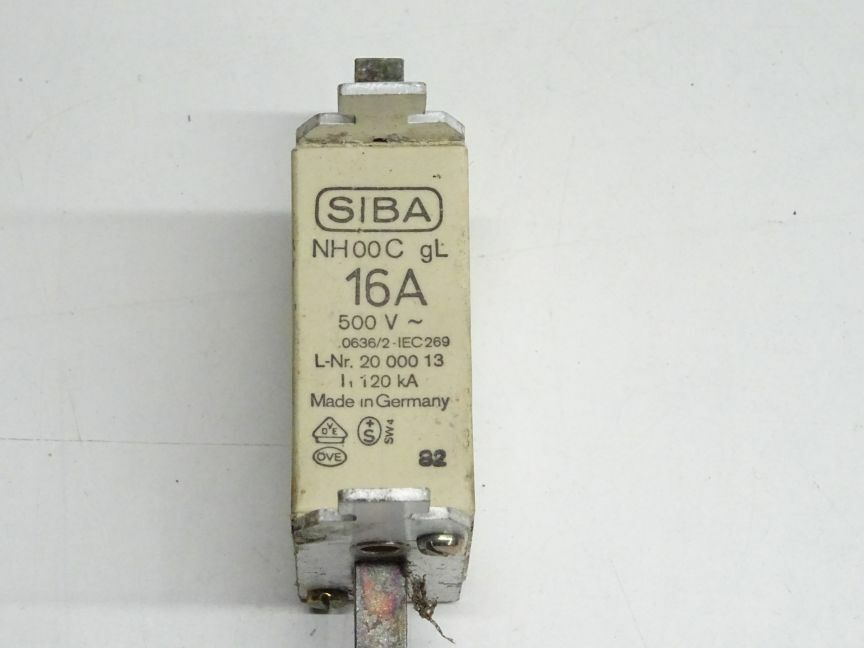 SIBA
NH00C gL
16A
500 V ~
0636/2-IEC269
L-Nr. 20 000 13
I₁ 120 kA
Made in Germany
VDE +S SW4
ÖVE 82